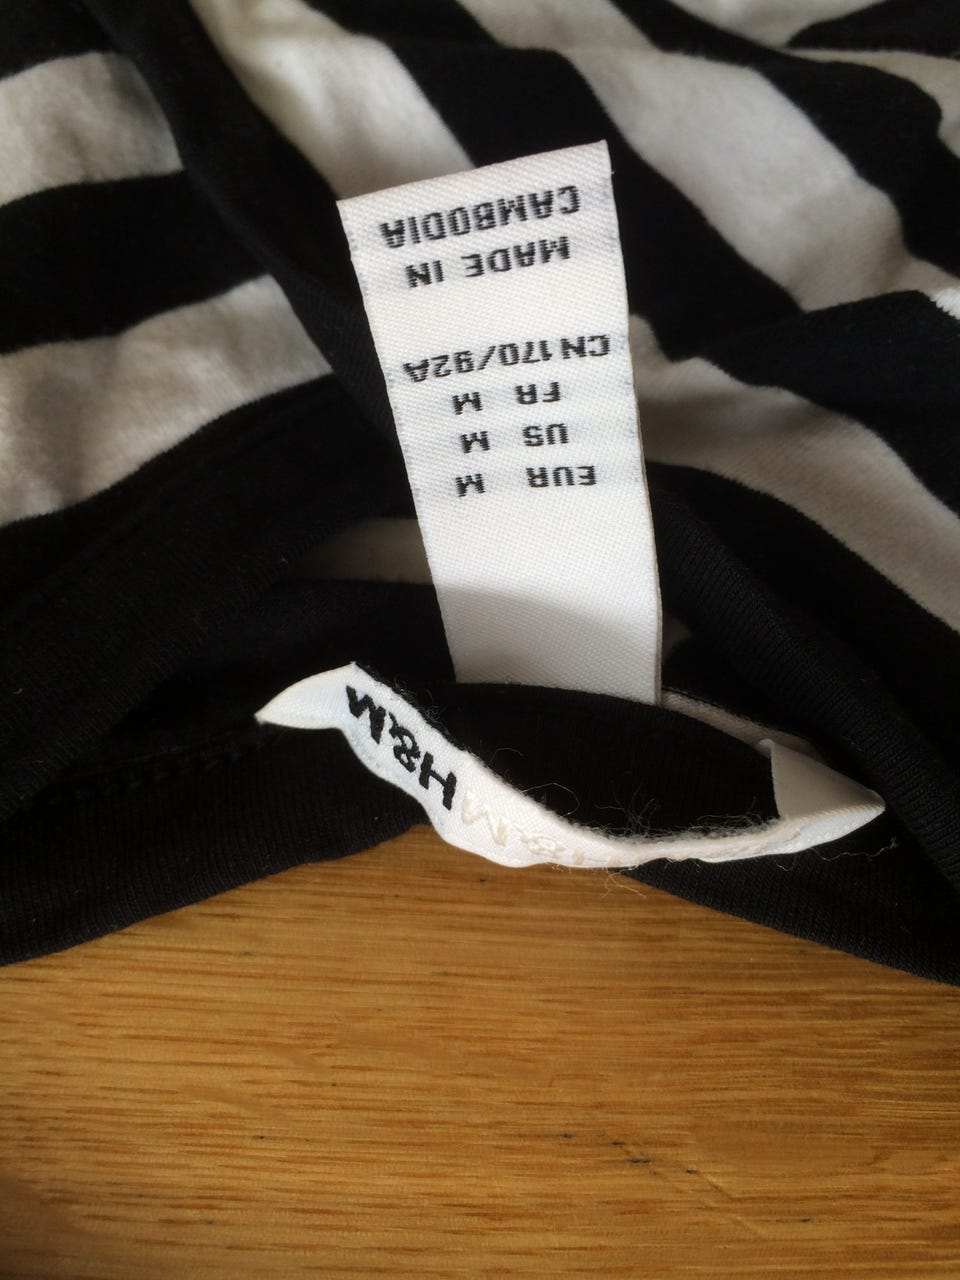 H&M
EUR M
US M
FR M
CN 170/92A
MADE IN
CAMBODIA